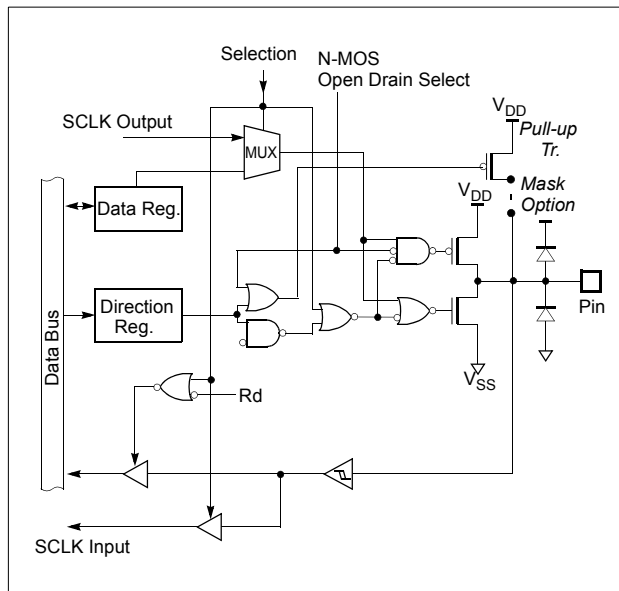 Selection
N-MOS
Open Drain Select
SCLK Output
MUX
VDD
Pull-up
Tr.
Mask
Option
VDD
Data Reg.
Data Bus
Direction
Reg.
Pin
VSS
Rd
SCLK Input